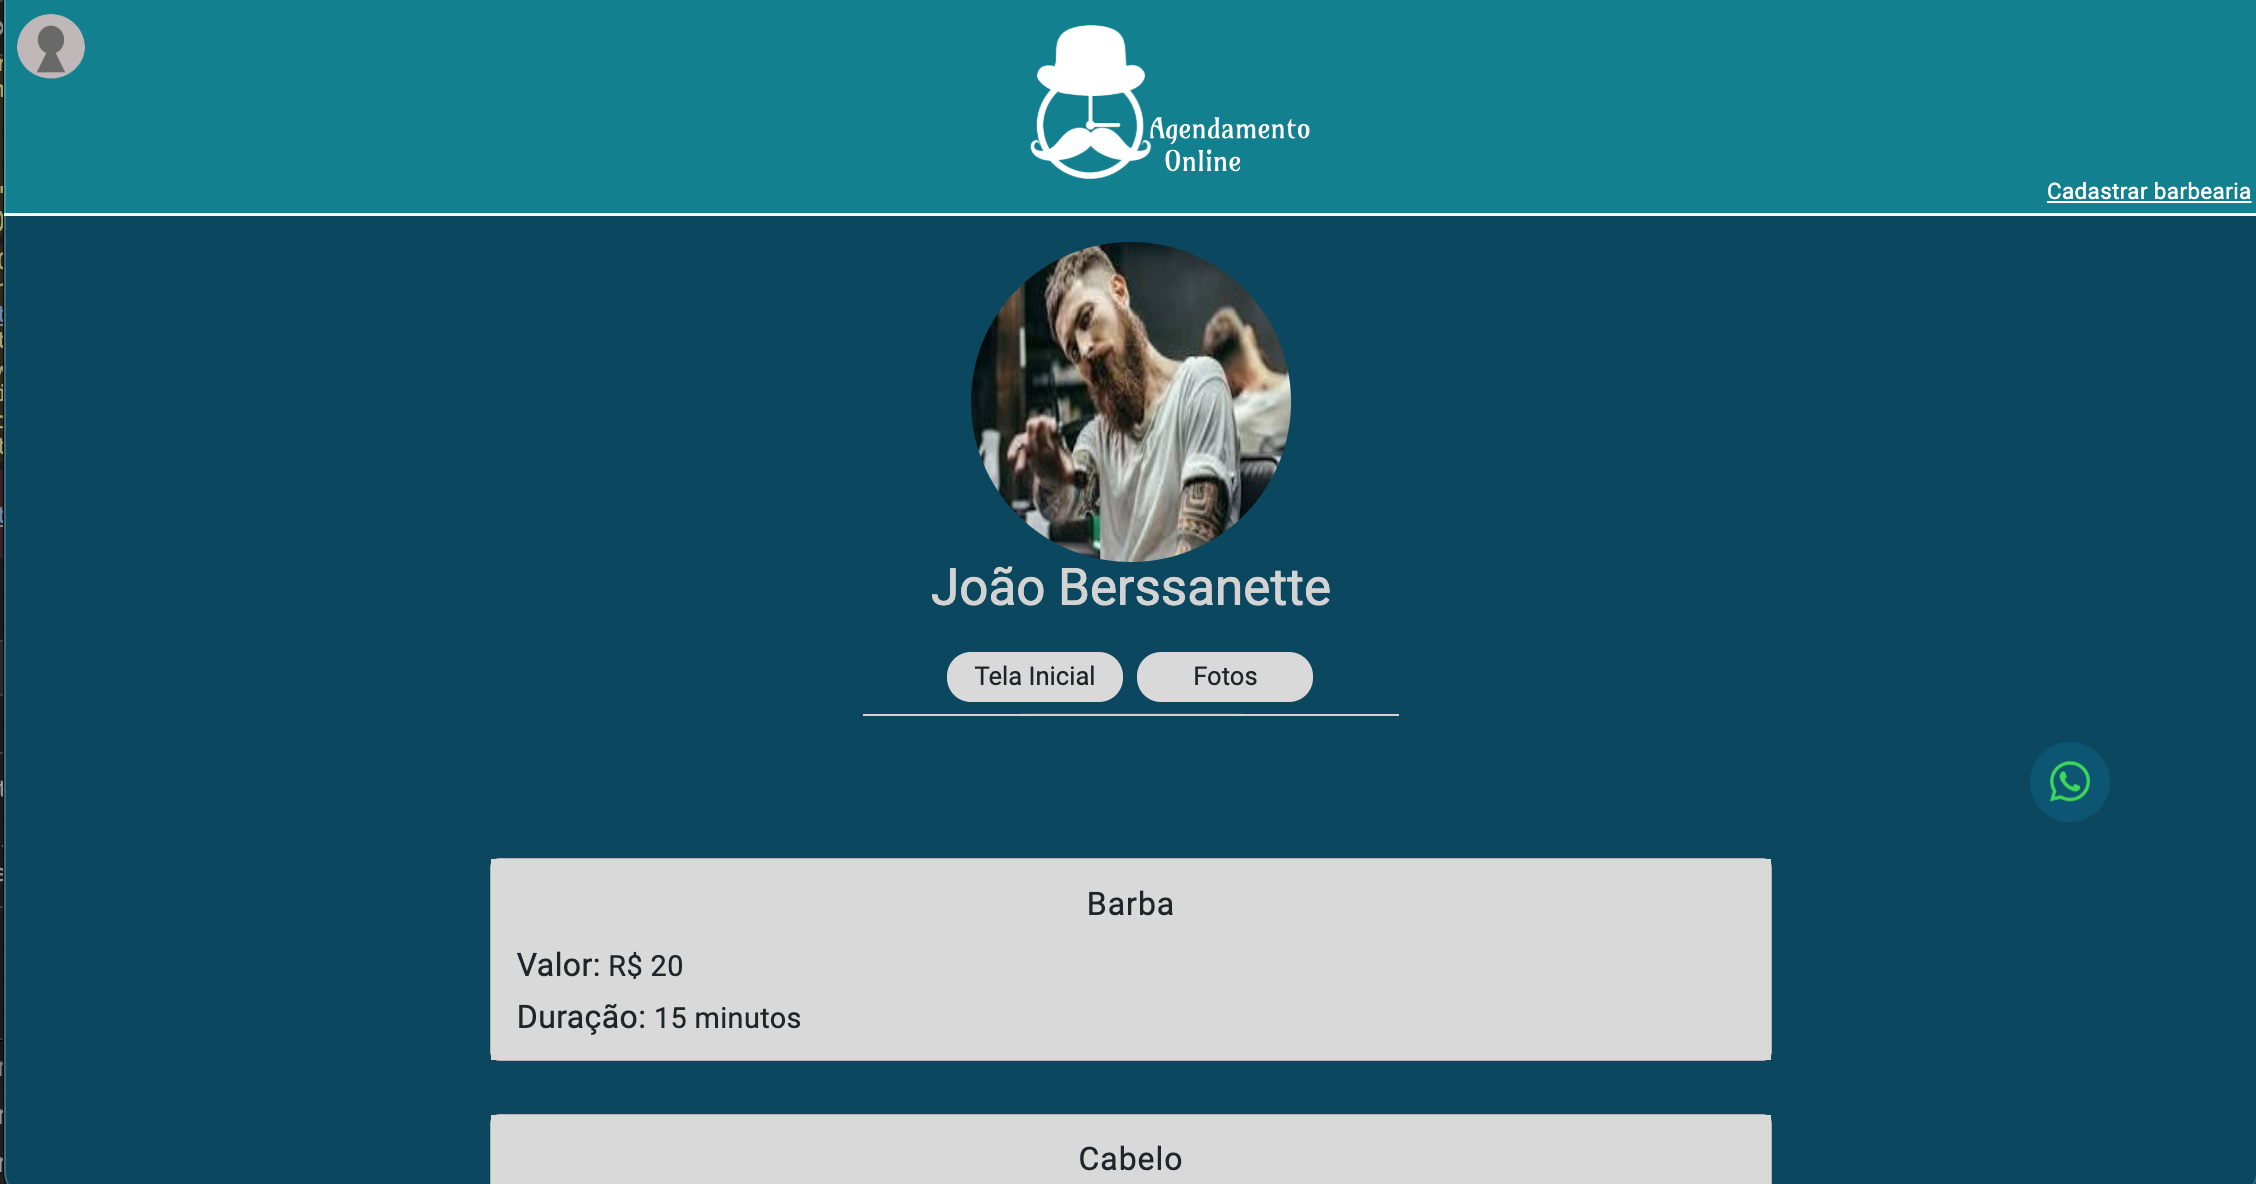 Agendamento
Online
Cadastrar barbearia
João Berssanette
Tela Inicial
Fotos
Barba
Valor: R$ 20
Duração: 15 minutos
Cabelo